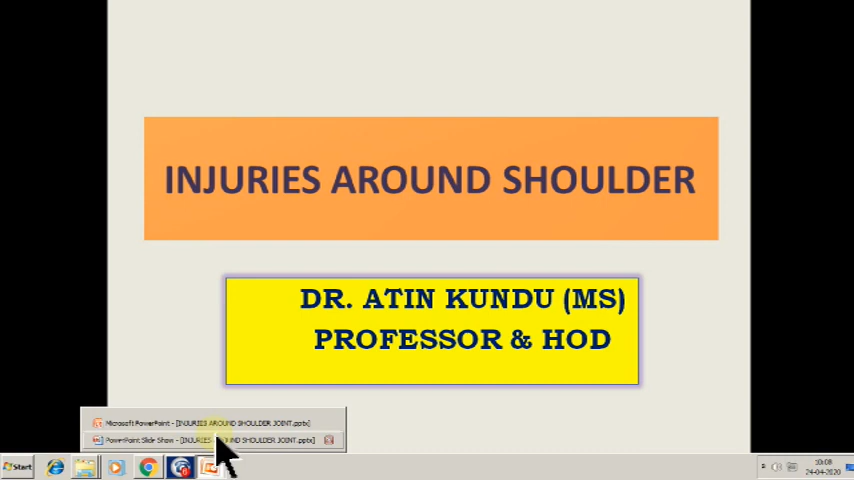 INJURIES AROUND SHOULDER
DR. ATIN KUNDU (MS)
PROFESSOR & HOD
Microsoft PowerPoint - [INJURIES AROUND SHOULDER JOINT.pptx]
PowerPoint Slide Show - [INJURIES AROUND SHOULDER JOINT.pptx]
Start
10:08
24-04-2020